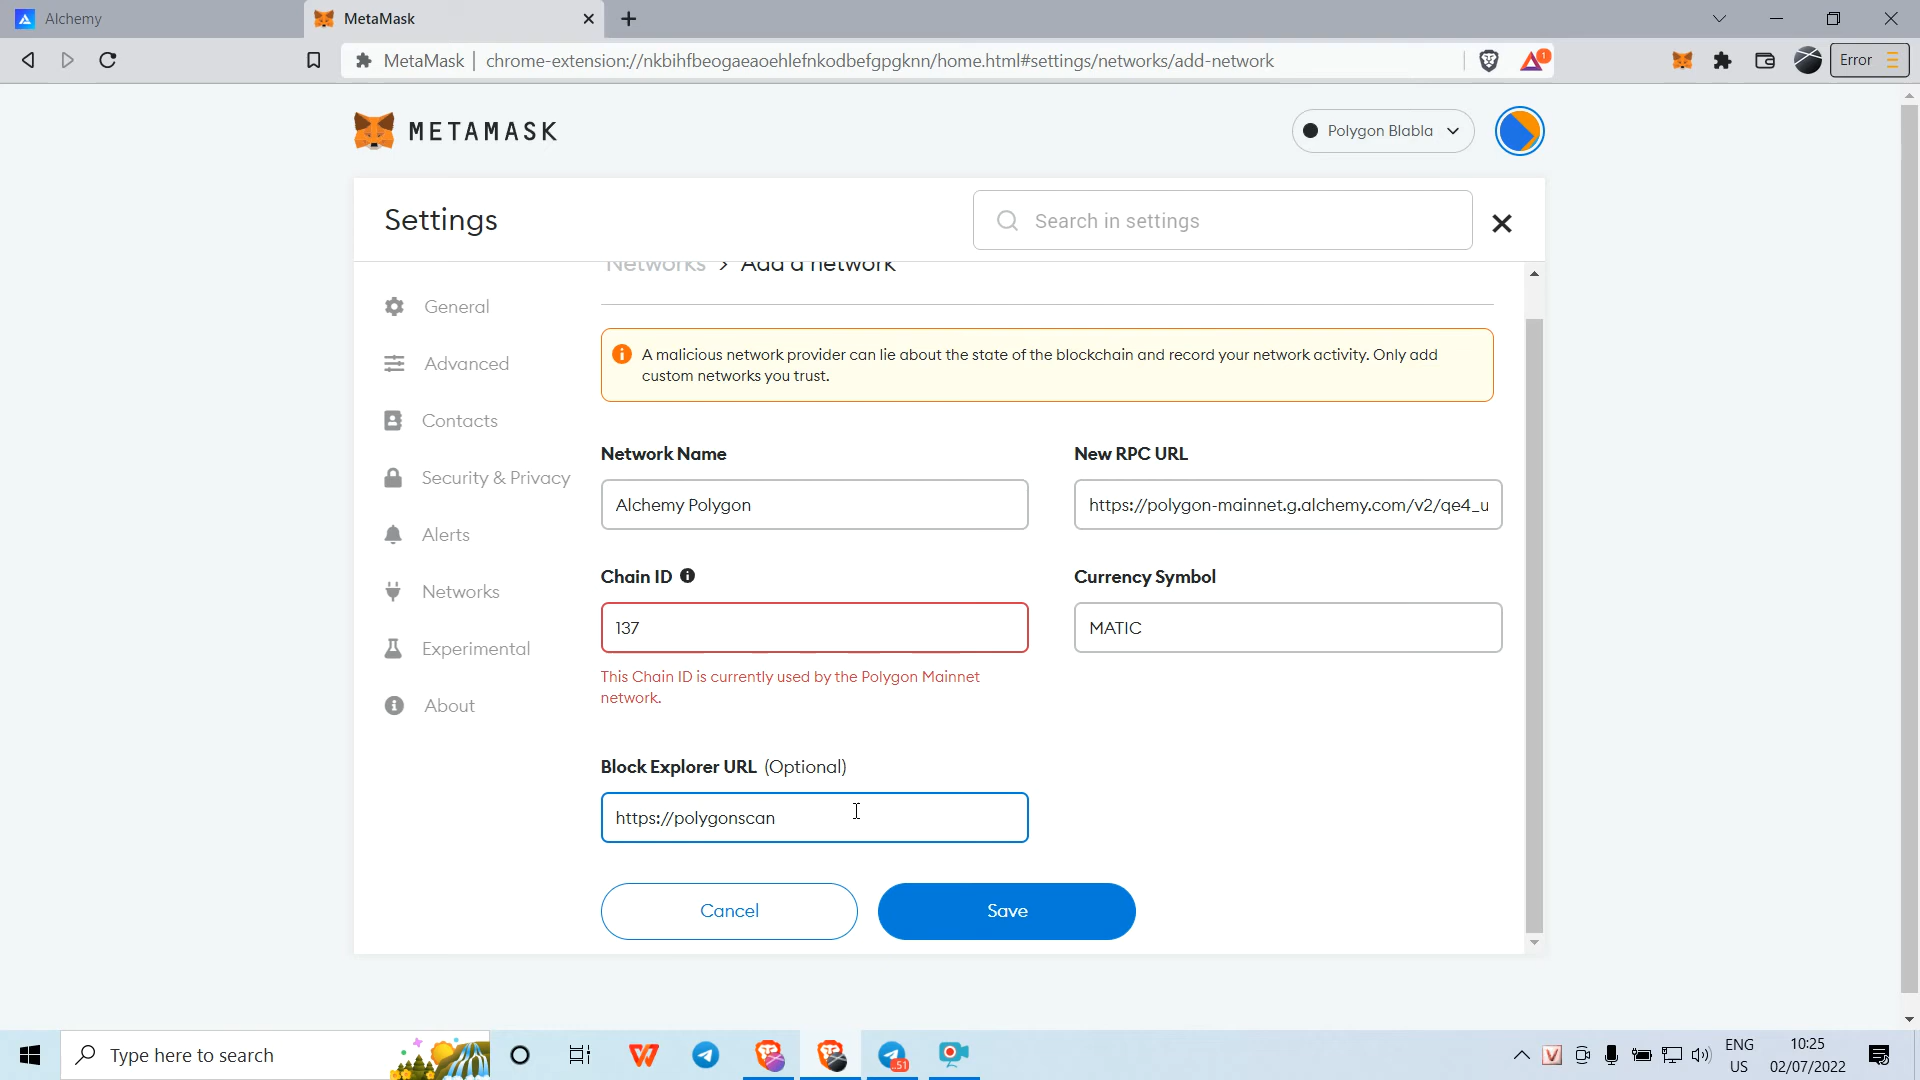 Alchemy
MetaMask
MetaMask
chrome-extension://nkbihfbeogaeaoehlefnkodbefgpgknn/home.html#settings/networks/add-network
1
Error
METAMASK
Polygon Blabla
Settings
Search in settings
Networks > Add a network
General
Advanced
Contacts
Security & Privacy
Alerts
Networks
Experimental
About
A malicious network provider can lie about the state of the blockchain and record your network activity. Only add
custom networks you trust.
Network Name
New RPC URL
Alchemy Polygon
https://polygon-mainnet.g.alchemy.com/v2/qe4_u
Chain ID
Currency Symbol
137
MATIC
This Chain ID is currently used by the Polygon Mainnet
network.
Block Explorer URL (Optional)
https://polygonscan
Cancel
Save
Type here to search
51
ENG
US
10:25
02/07/2022